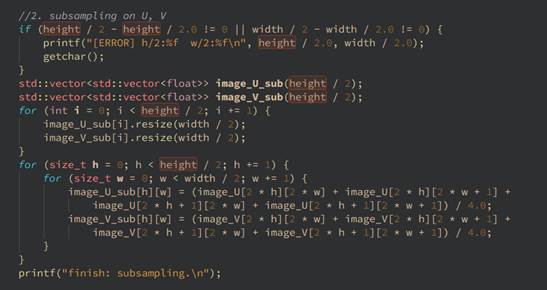 //2. subsampling on U, V
if (height / 2 - height / 2.0 != 0 || width / 2 - width / 2.0 != 0) {
    printf("[ERROR] h/2:%f  w/2:%f\n", height / 2.0, width / 2.0);
    getchar();
}
std::vector<std::vector<float>> image_U_sub(height / 2);
std::vector<std::vector<float>> image_V_sub(height / 2);
for (int i = 0; i < height / 2; i += 1) {
    image_U_sub[i].resize(width / 2);
    image_V_sub[i].resize(width / 2);
}
for (size_t h = 0; h < height / 2; h += 1) {
    for (size_t w = 0; w < width / 2; w += 1) {
        image_U_sub[h][w] = (image_U[2 * h][2 * w] + image_U[2 * h][2 * w + 1] +
            image_U[2 * h + 1][2 * w] + image_U[2 * h + 1][2 * w + 1]) / 4.0;
        image_V_sub[h][w] = (image_V[2 * h][2 * w] + image_V[2 * h][2 * w + 1] +
            image_V[2 * h + 1][2 * w] + image_V[2 * h + 1][2 * w + 1]) / 4.0;
    }
}
printf("finish: subsampling.\n");